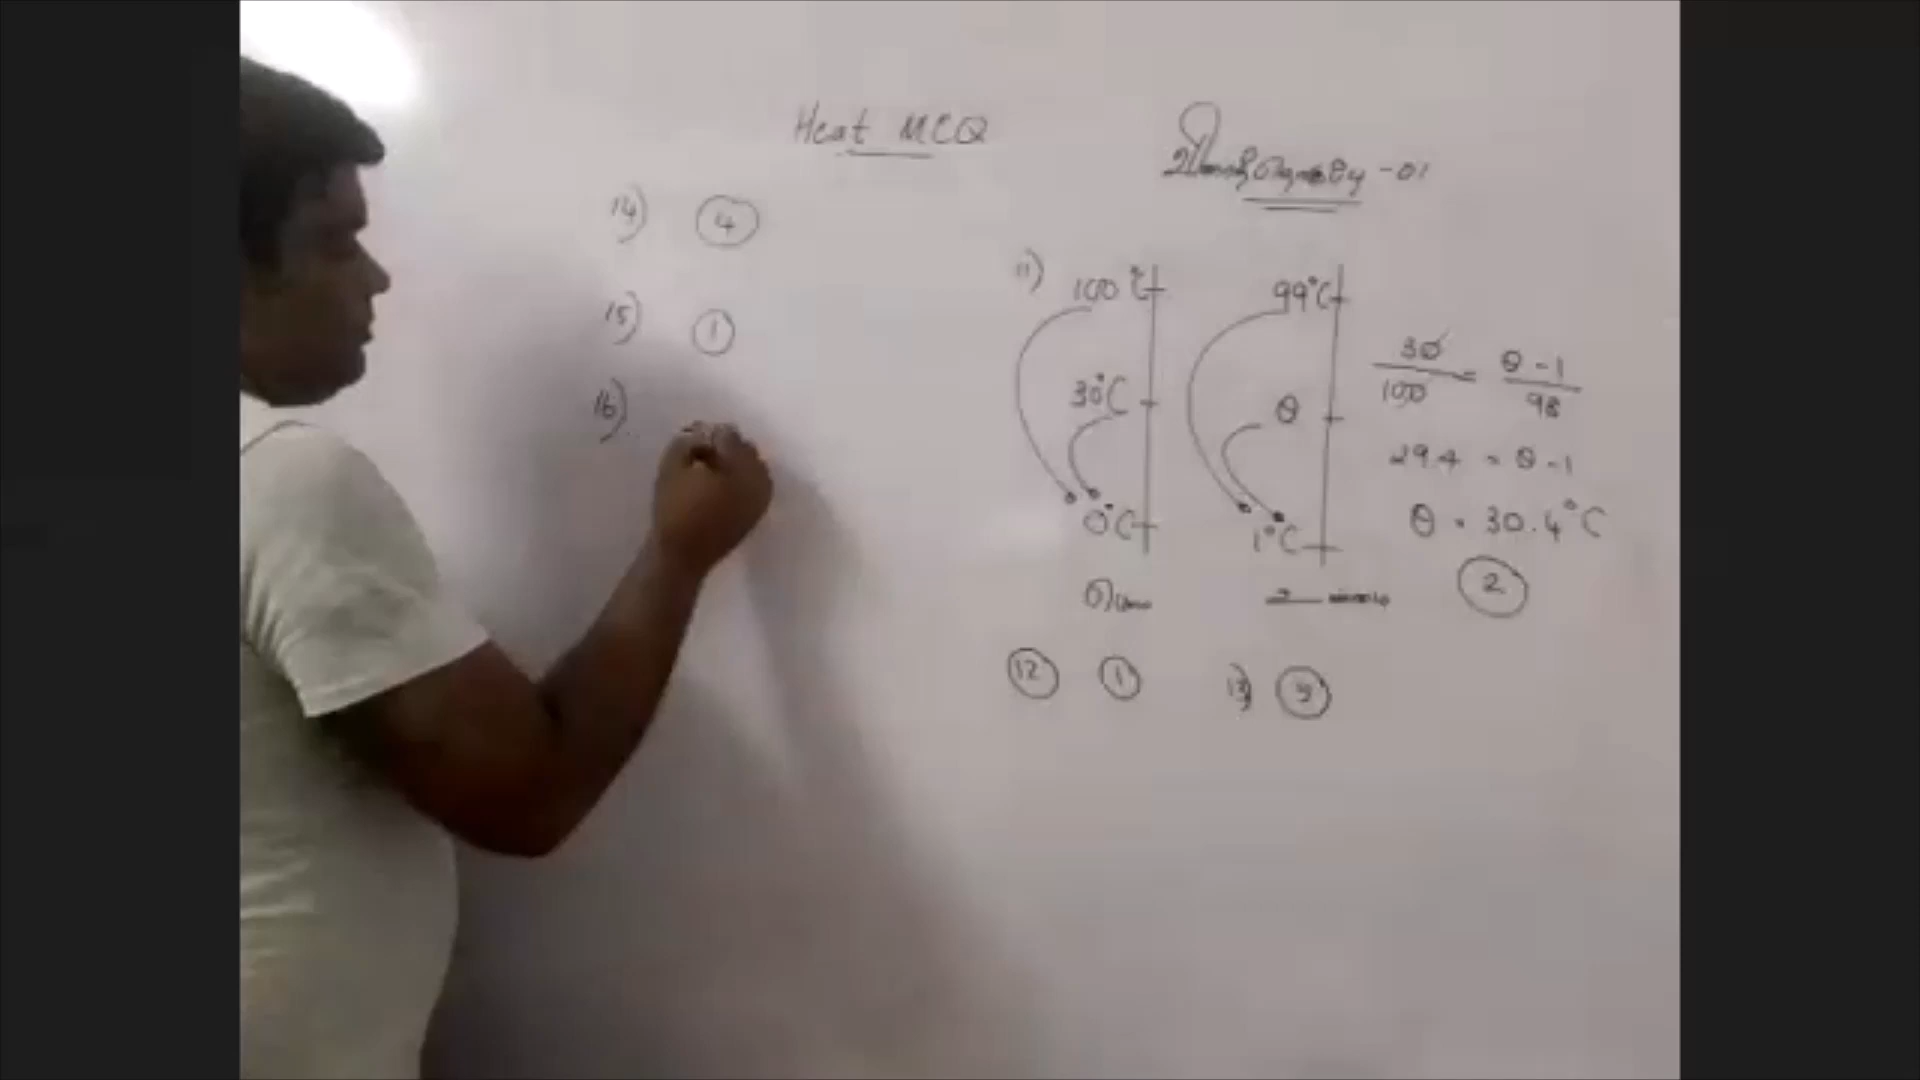 Heat MCQ
-01
14) 4
15) 1
16)
11) 100°C
30°C
0°C
99°C
θ
1°C
30/100 = θ-1/98
29.4 = θ-1
θ = 30.4°C
2
12 1 13) 3